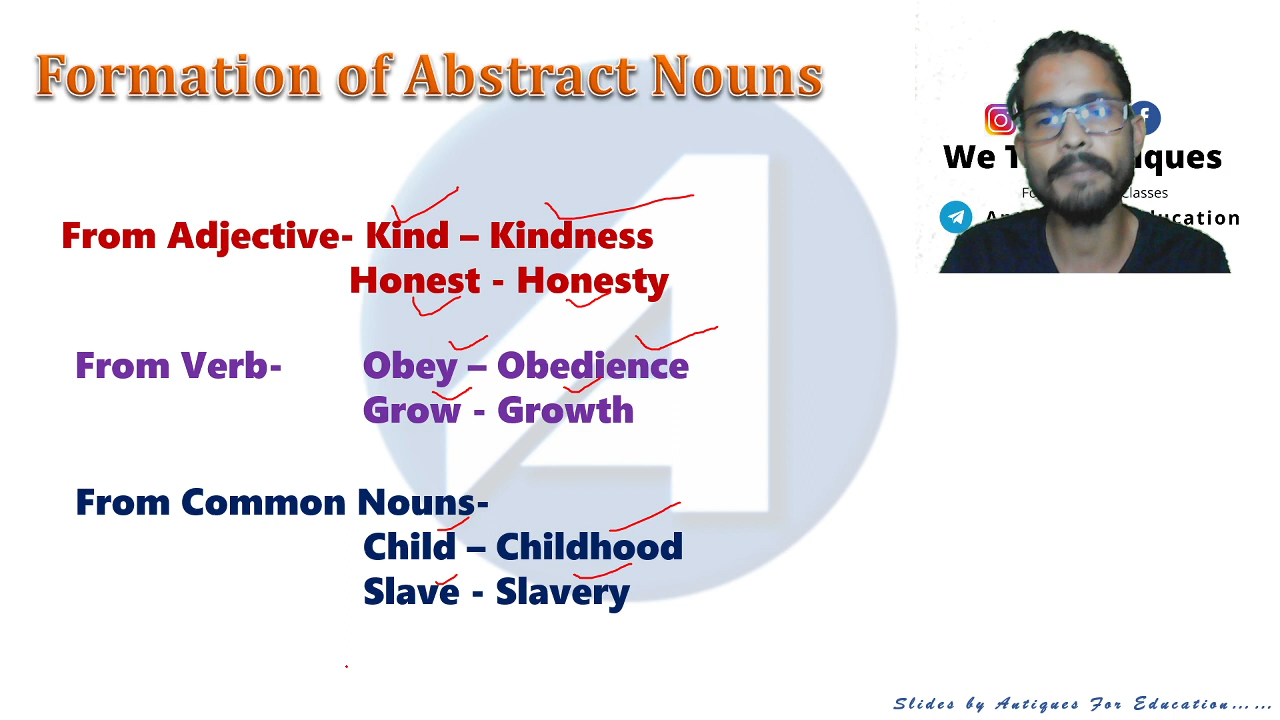 Formation of Abstract Nouns
We T iques
Fo Classes
ucation
From Adjective- Kind – Kindness
Honest - Honesty
From Verb- Obey – Obedience
Grow - Growth
From Common Nouns-
Child – Childhood
Slave - Slavery
Slides by Antiques For Education……